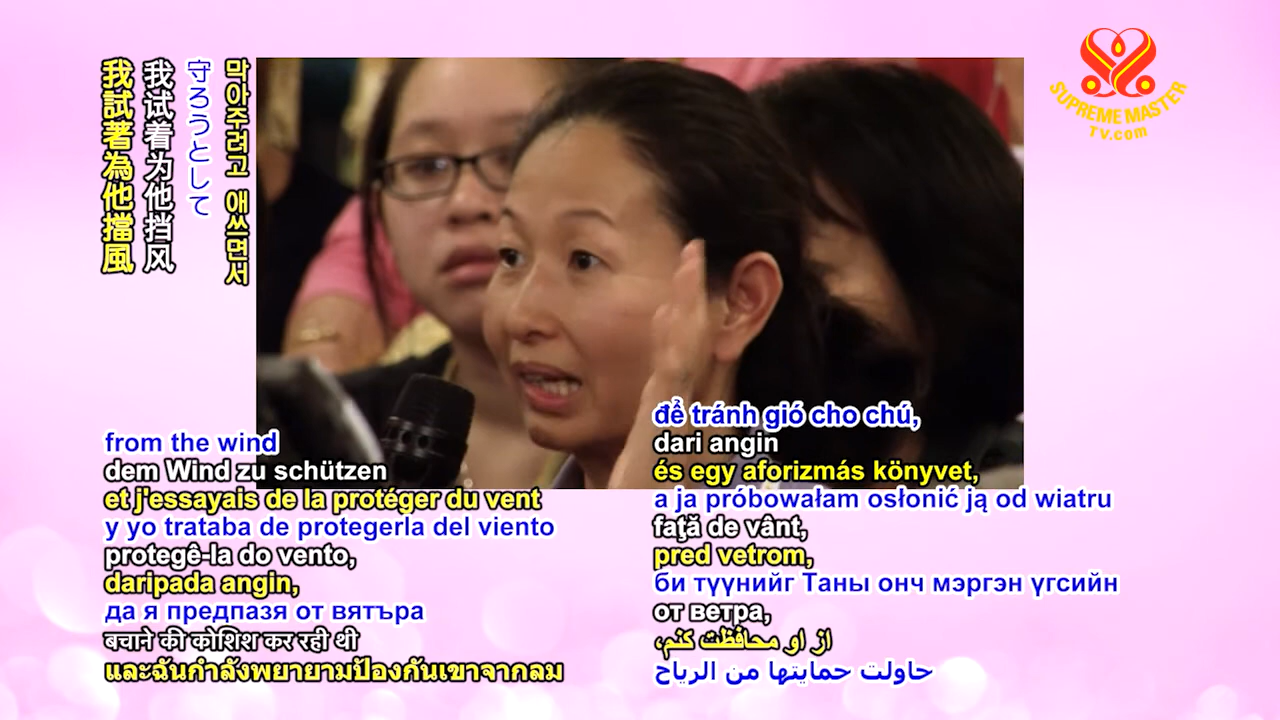 我試著為他擋風
我试着为他挡风
守ろうとして
막아주려고 애쓰면서
SUPREME MASTER
TV.com
from the wind
dem Wind zu schützen
et j'essayais de la protéger du vent
y yo trataba de protegerla del viento
protegê-la do vento,
daripada angin,
да я предпазя от вятъра
बचाने की कोशिश कर रही थी
และฉันกำลังพยายามป้องกันเขาจากลม
để tránh gió cho chú,
dari angin
és egy aforizmás könyvet,
a ja próbowałam osłonić ją od wiatru
faţă de vânt,
pred vetrom,
би түүнийг Таны онч мэргэн үгсийн
от ветра,
از او محافظت کنم،
حاولت حمايتها من الرياح